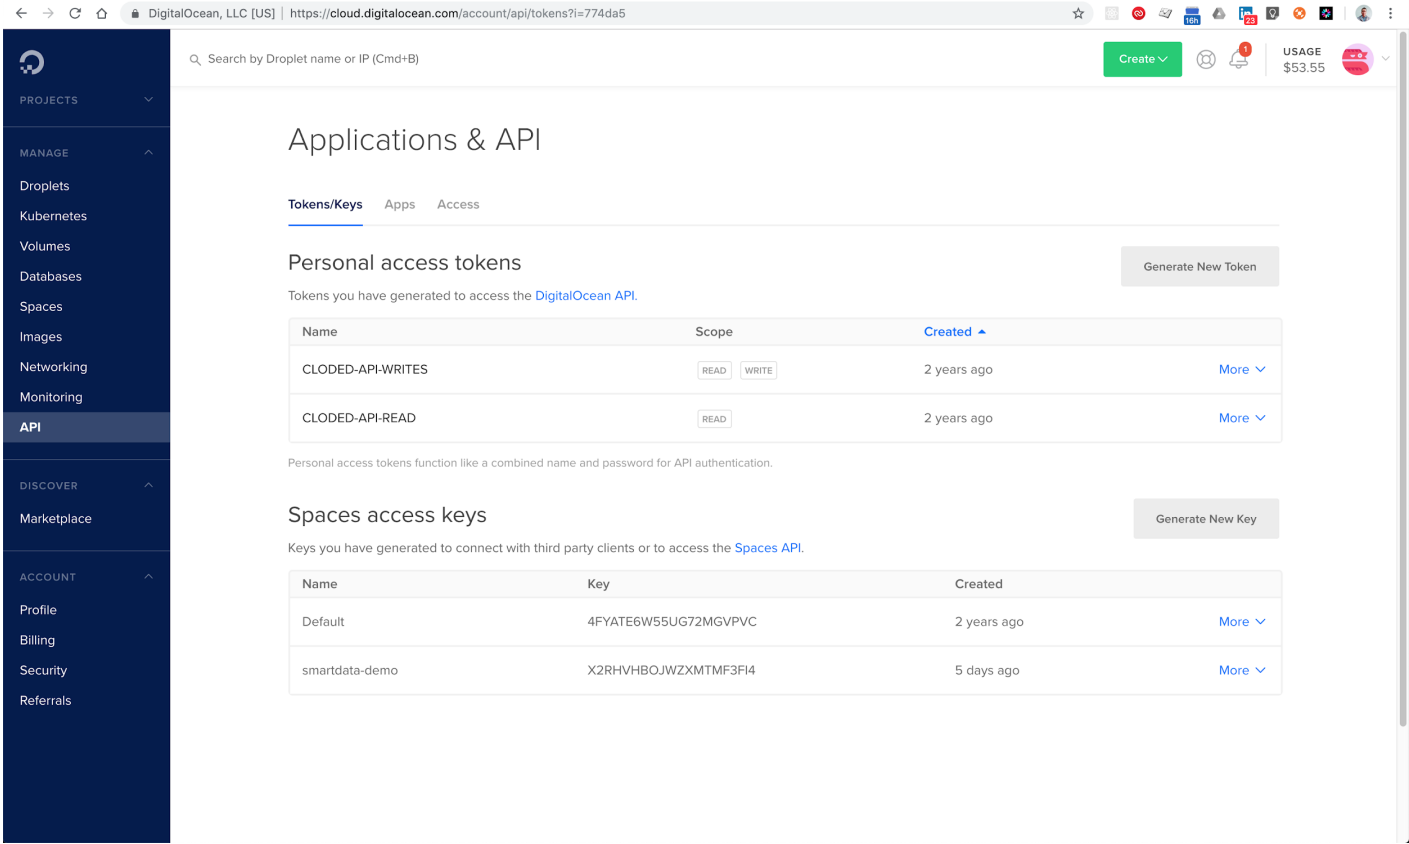 DigitalOcean, LLC [US] | https://cloud.digitalocean.com/account/api/tokens?i=774da5
16h
23
Search by Droplet name or IP (Cmd+B)
Create
1
USAGE
$53.55
PROJECTS
MANAGE
Droplets
Kubernetes
Volumes
Databases
Spaces
Images
Networking
Monitoring
API
DISCOVER
Marketplace
ACCOUNT
Profile
Billing
Security
Referrals
Applications & API
Tokens/Keys Apps Access
Personal access tokens
Generate New Token
Tokens you have generated to access the DigitalOcean API.
Name Scope Created
CLODED-API-WRITES READ WRITE 2 years ago More
CLODED-API-READ READ 2 years ago More
Personal access tokens function like a combined name and password for API authentication.
Spaces access keys
Generate New Key
Keys you have generated to connect with third party clients or to access the Spaces API.
Name Key Created
Default 4FYATE6W55UG72MGVPVC 2 years ago More
smartdata-demo X2RHVHBOJWZXMTMF3FI4 5 days ago More